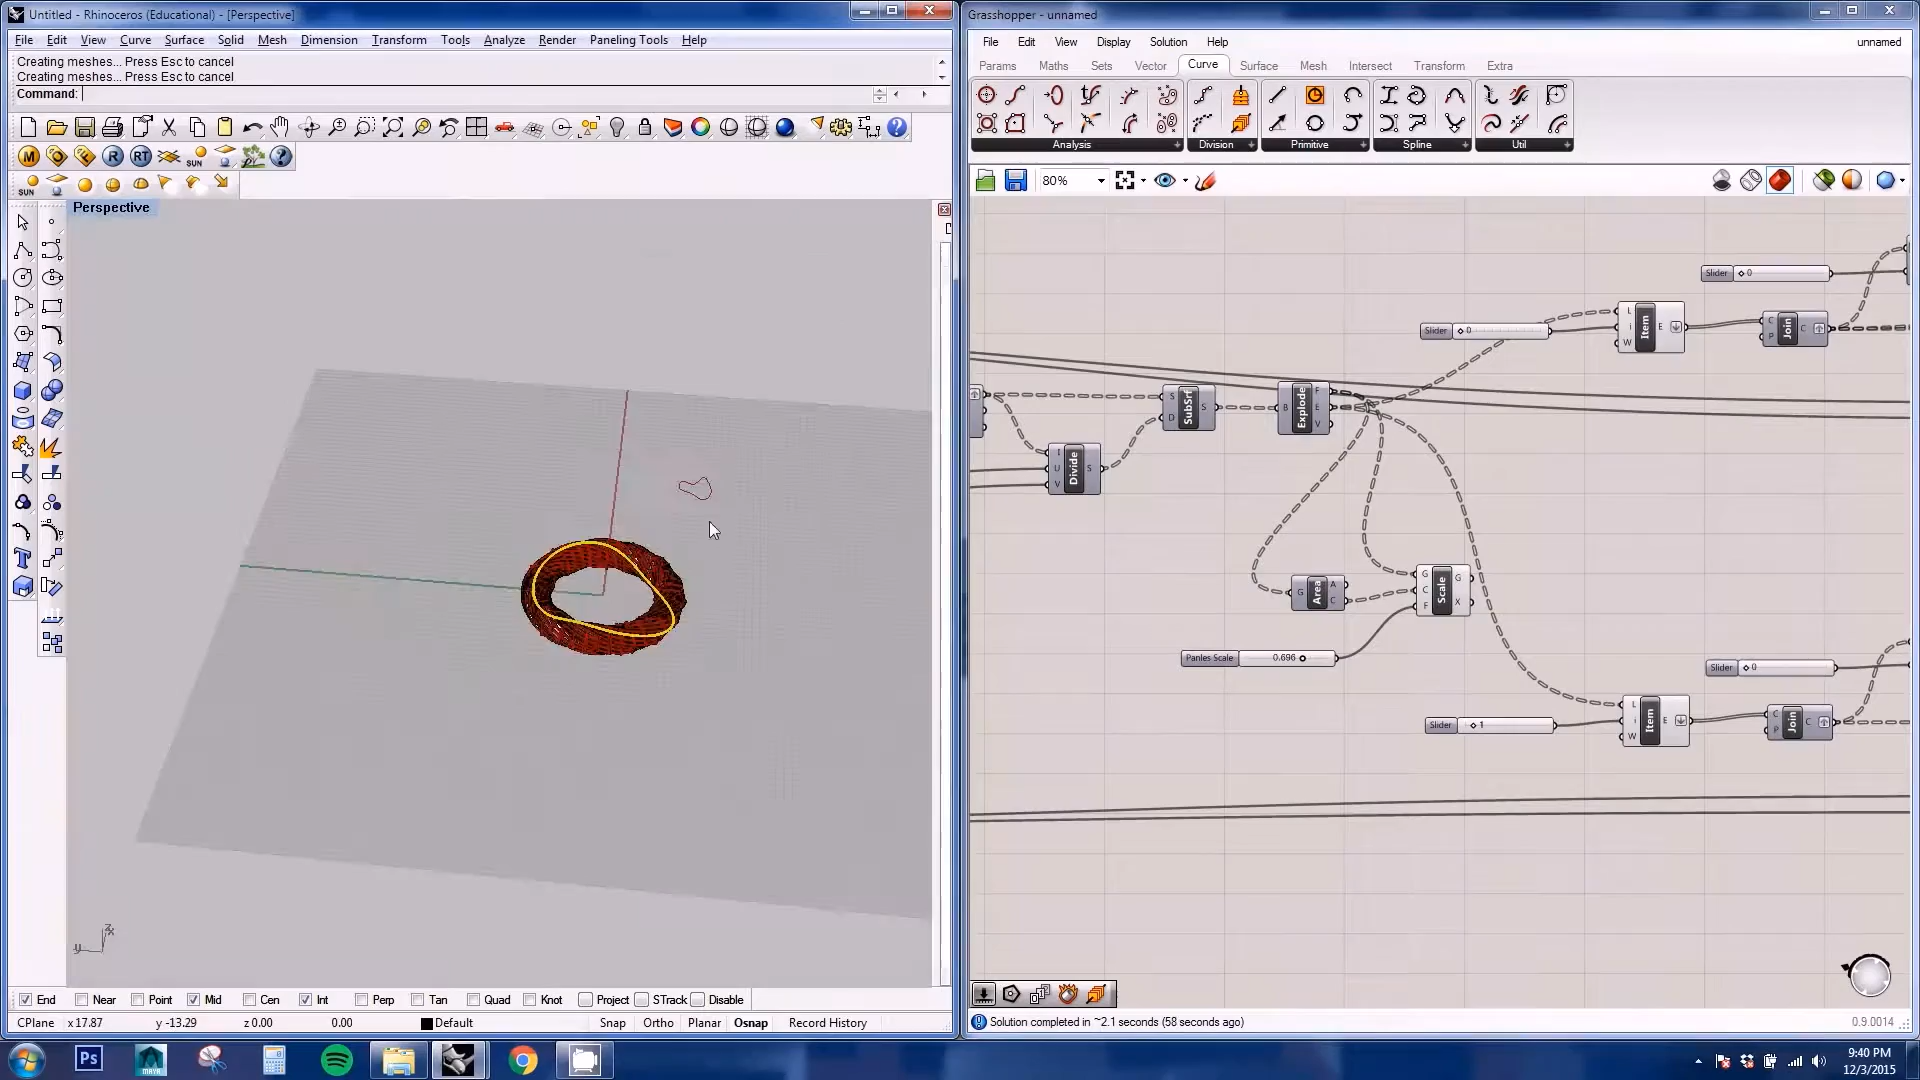 Untitled - Rhinoceros (Educational) - [Perspective]
File Edit View Curve Surface Solid Mesh Dimension Transform Tools Analyze Render Paneling Tools Help
Creating meshes... Press Esc to cancel
Creating meshes... Press Esc to cancel
Command:
M R RT SUN
SUN
Perspective
End Near Point Mid Cen Int Perp Tan Quad Knot Project STrack Disable
CPlane x 17.87 y -13.29 z 0.00 0.00 Default Snap Ortho Planar Osnap Record History
Grasshopper - unnamed
File Edit View Display Solution Help unnamed
Params Maths Sets Vector Curve Surface Mesh Intersect Transform Extra
Analysis Division Primitive Spline Util
80%
Slider 0
Slider 0
L i W Item E
C P Join C
S D SubSrf S
B Explode F E V
I U V Divide S
G Area A C
G C F Scale G X
Panles Scale 0.696
Slider 0
Slider 1
L i W Item E
C P Join C
Solution completed in ~2.1 seconds (58 seconds ago) 0.9.0014
Ps MAYA
9:40 PM
12/3/2015